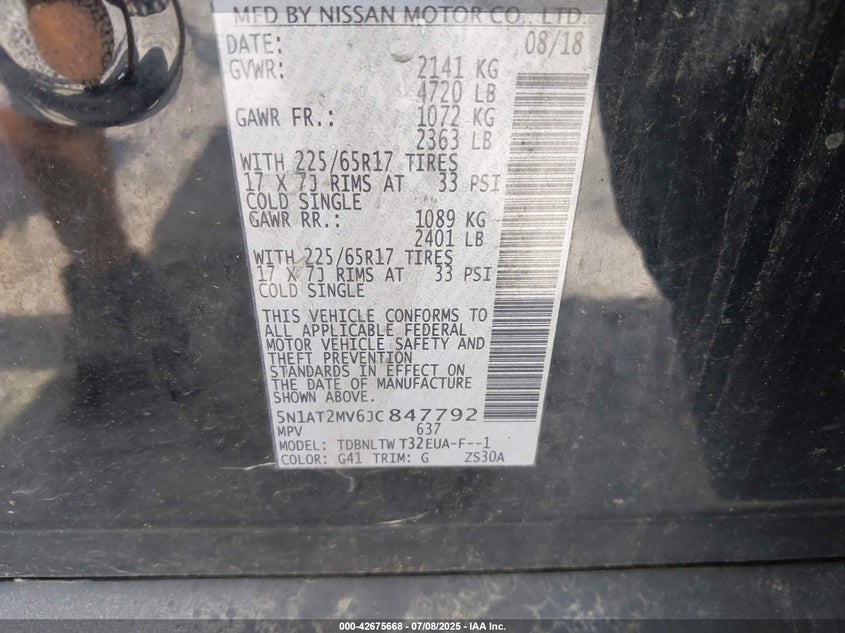 MFD BY NISSAN MOTOR CO., LTD.
DATE: 08/18
GVWR: 2141 KG
4720 LB
GAWR FR.: 1072 KG
2363 LB
WITH 225/65R17 TIRES
17 X 7J RIMS AT 33 PSI
COLD SINGLE
GAWR RR.: 1089 KG
2401 LB
WITH 225/65R17 TIRES
17 X 7J RIMS AT 33 PSI
COLD SINGLE
THIS VEHICLE CONFORMS TO
ALL APPLICABLE FEDERAL
MOTOR VEHICLE SAFETY AND
THEFT PREVENTION
STANDARDS IN EFFECT ON
THE DATE OF MANUFACTURE
SHOWN ABOVE.
5N1AT2MV6JC847792
MPV 637
MODEL: TDBNLTW T32EUA-F--1
COLOR: G41 TRIM: G ZS30A
000-42675668 - 07/08/2025 - IAA Inc.